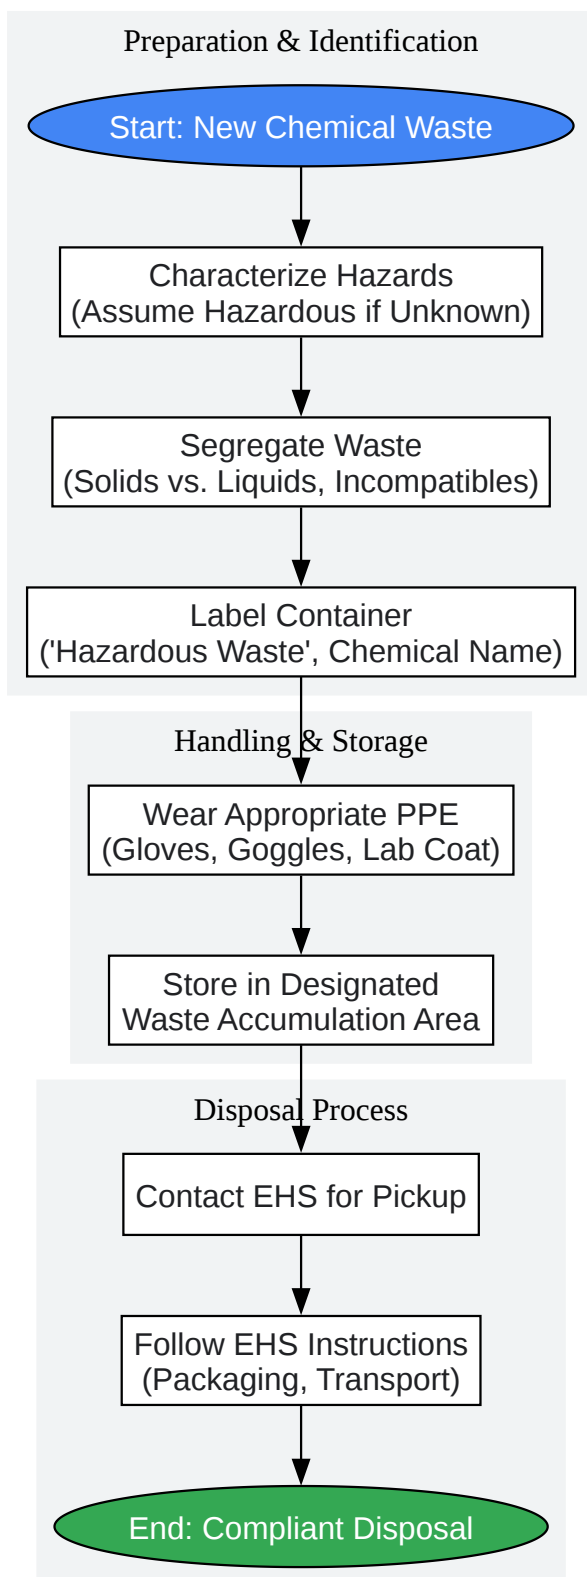 Preparation & Identification
Start: New Chemical Waste
Characterize Hazards
(Assume Hazardous if Unknown)
Segregate Waste
(Solids vs. Liquids, Incompatibles)
Label Container
('Hazardous Waste', Chemical Name)
Handling & Storage
Wear Appropriate PPE
(Gloves, Goggles, Lab Coat)
Store in Designated
Waste Accumulation Area
Disposal Process
Contact EHS for Pickup
Follow EHS Instructions
(Packaging, Transport)
End: Compliant Disposal